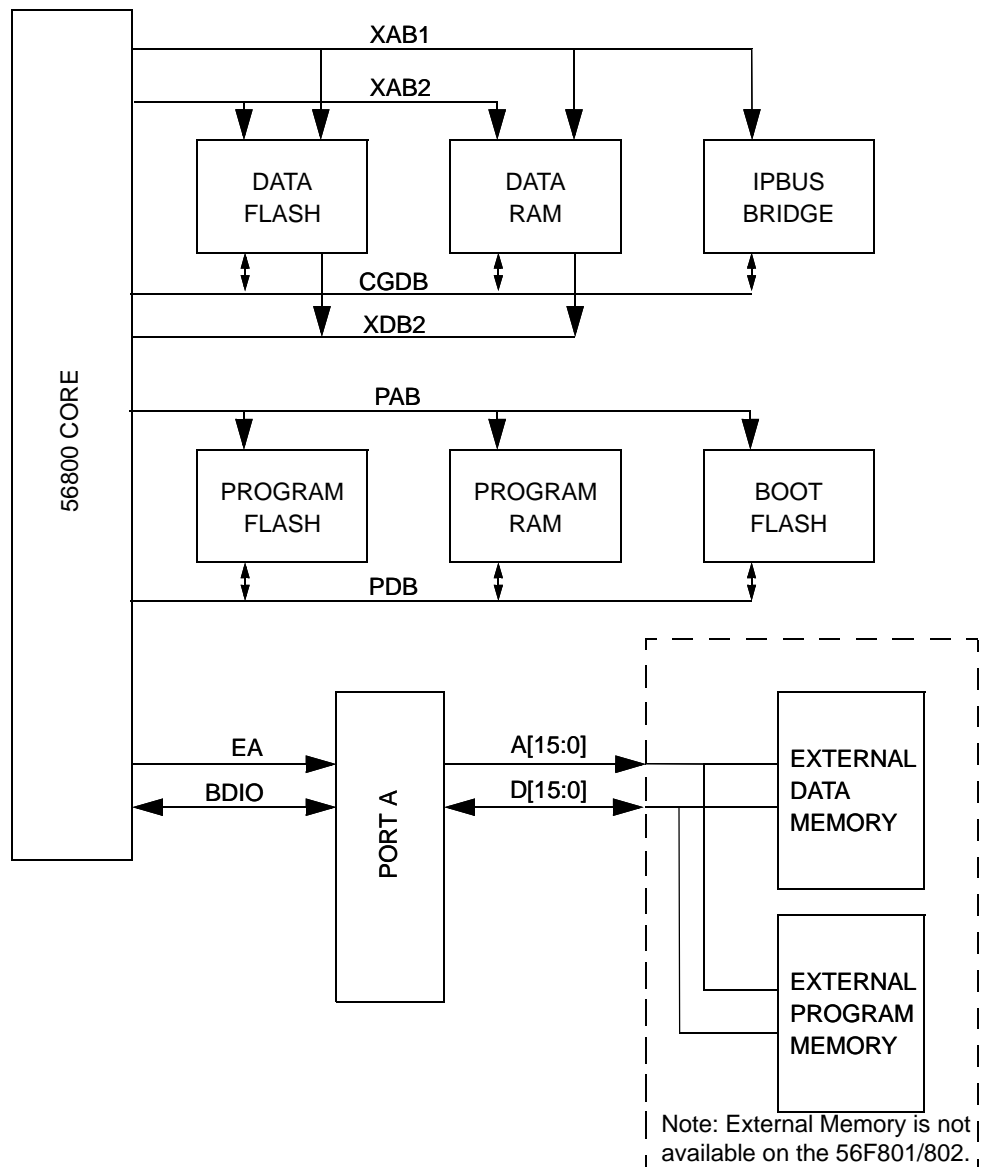 XAB1
XAB2
DATA
FLASH
DATA
RAM
IPBUS
BRIDGE
CGDB
XDB2
56800 CORE
PAB
PROGRAM
FLASH
PROGRAM
RAM
BOOT
FLASH
PDB
EA
BDIO
PORT A
A[15:0]
D[15:0]
EXTERNAL
DATA
MEMORY
EXTERNAL
PROGRAM
MEMORY
Note: External Memory is not
available on the 56F801/802.